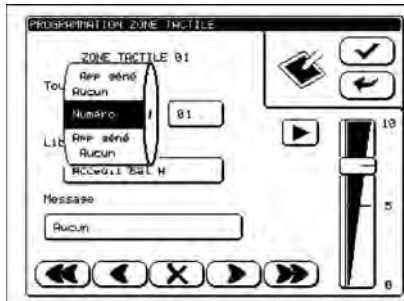 PROGRAMMATION ZONE TACTILE
ZONE TACTILE 01
App géné
Aucun
Tou
Numéro
01
App géné
Lib
Aucun
Accueil Bat A
Message
Aucun
10
5
0